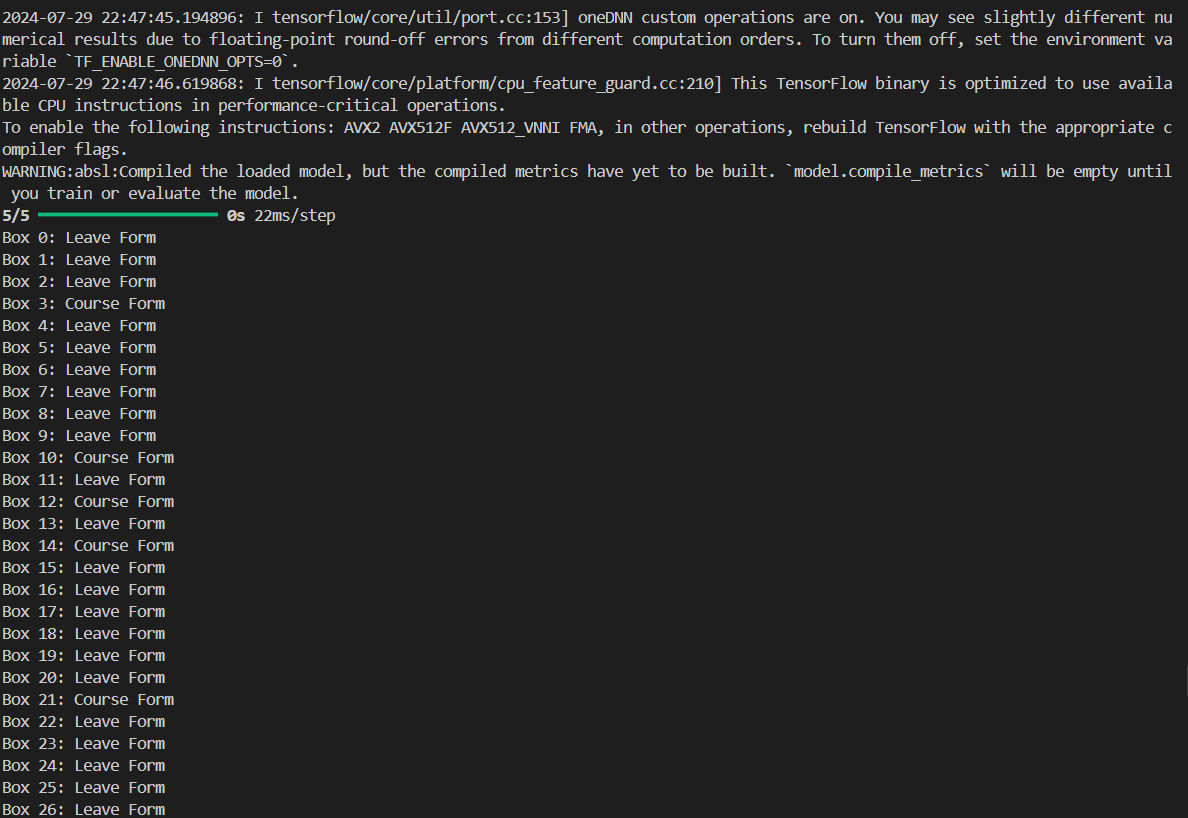 2024-07-29 22:47:45.194896: I tensorflow/core/util/port.cc:153] oneDNN custom operations are on. You may see slightly different nu
merical results due to floating-point round-off errors from different computation orders. To turn them off, set the environment va
riable `TF_ENABLE_ONEDNN_OPTS=0`.
2024-07-29 22:47:46.619868: I tensorflow/core/platform/cpu_feature_guard.cc:210] This TensorFlow binary is optimized to use availa
ble CPU instructions in performance-critical operations.
To enable the following instructions: AVX2 AVX512F AVX512_VNNI FMA, in other operations, rebuild TensorFlow with the appropriate c
ompiler flags.
WARNING:absl:Compiled the loaded model, but the compiled metrics have yet to be built. `model.compile_metrics` will be empty until
 you train or evaluate the model.
5/5 0s 22ms/step
Box 0: Leave Form
Box 1: Leave Form
Box 2: Leave Form
Box 3: Course Form
Box 4: Leave Form
Box 5: Leave Form
Box 6: Leave Form
Box 7: Leave Form
Box 8: Leave Form
Box 9: Leave Form
Box 10: Course Form
Box 11: Leave Form
Box 12: Course Form
Box 13: Leave Form
Box 14: Course Form
Box 15: Leave Form
Box 16: Leave Form
Box 17: Leave Form
Box 18: Leave Form
Box 19: Leave Form
Box 20: Leave Form
Box 21: Course Form
Box 22: Leave Form
Box 23: Leave Form
Box 24: Leave Form
Box 25: Leave Form
Box 26: Leave Form